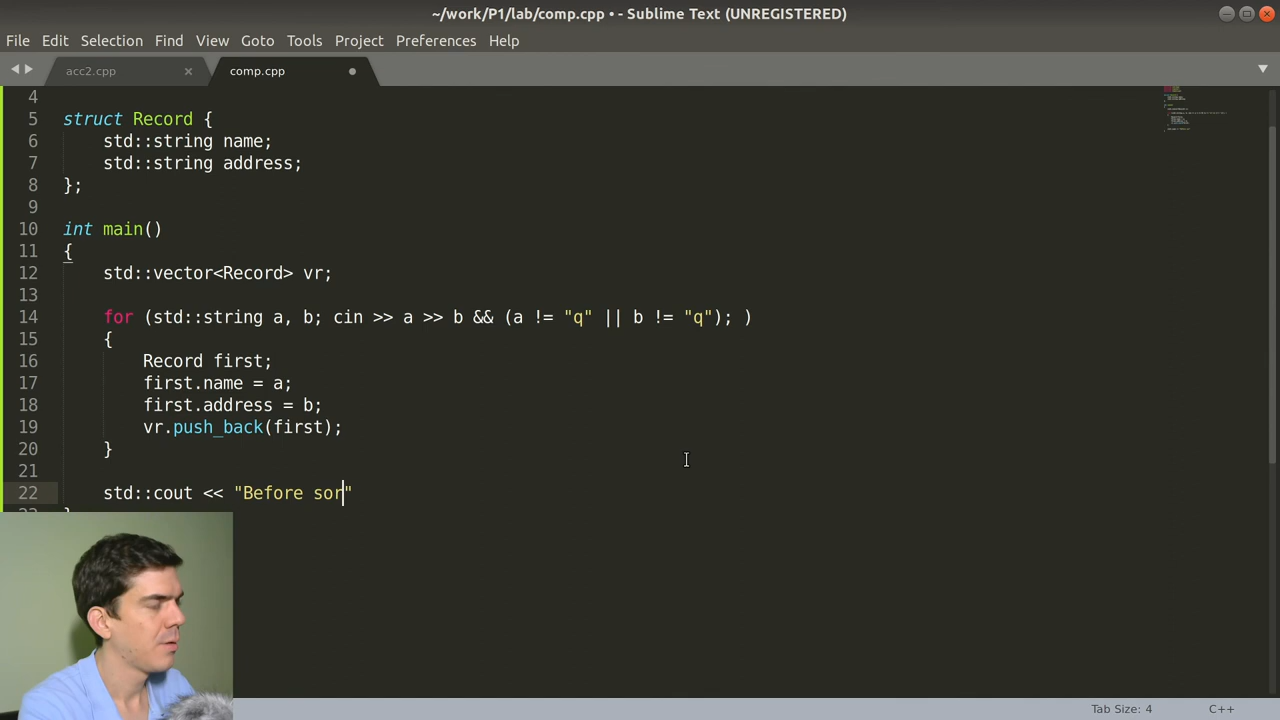 ~/work/P1/lab/comp.cpp • - Sublime Text (UNREGISTERED)
File Edit Selection Find View Goto Tools Project Preferences Help
acc2.cpp comp.cpp
4
5 struct Record {
6 std::string name;
7 std::string address;
8 };
9
10 int main()
11 {
12 std::vector<Record> vr;
13
14 for (std::string a, b; cin >> a >> b && (a != "q" || b != "q"); )
15 {
16 Record first;
17 first.name = a;
18 first.address = b;
19 vr.push_back(first);
20 }
21
22 std::cout << "Before sor"
Tab Size: 4 C++